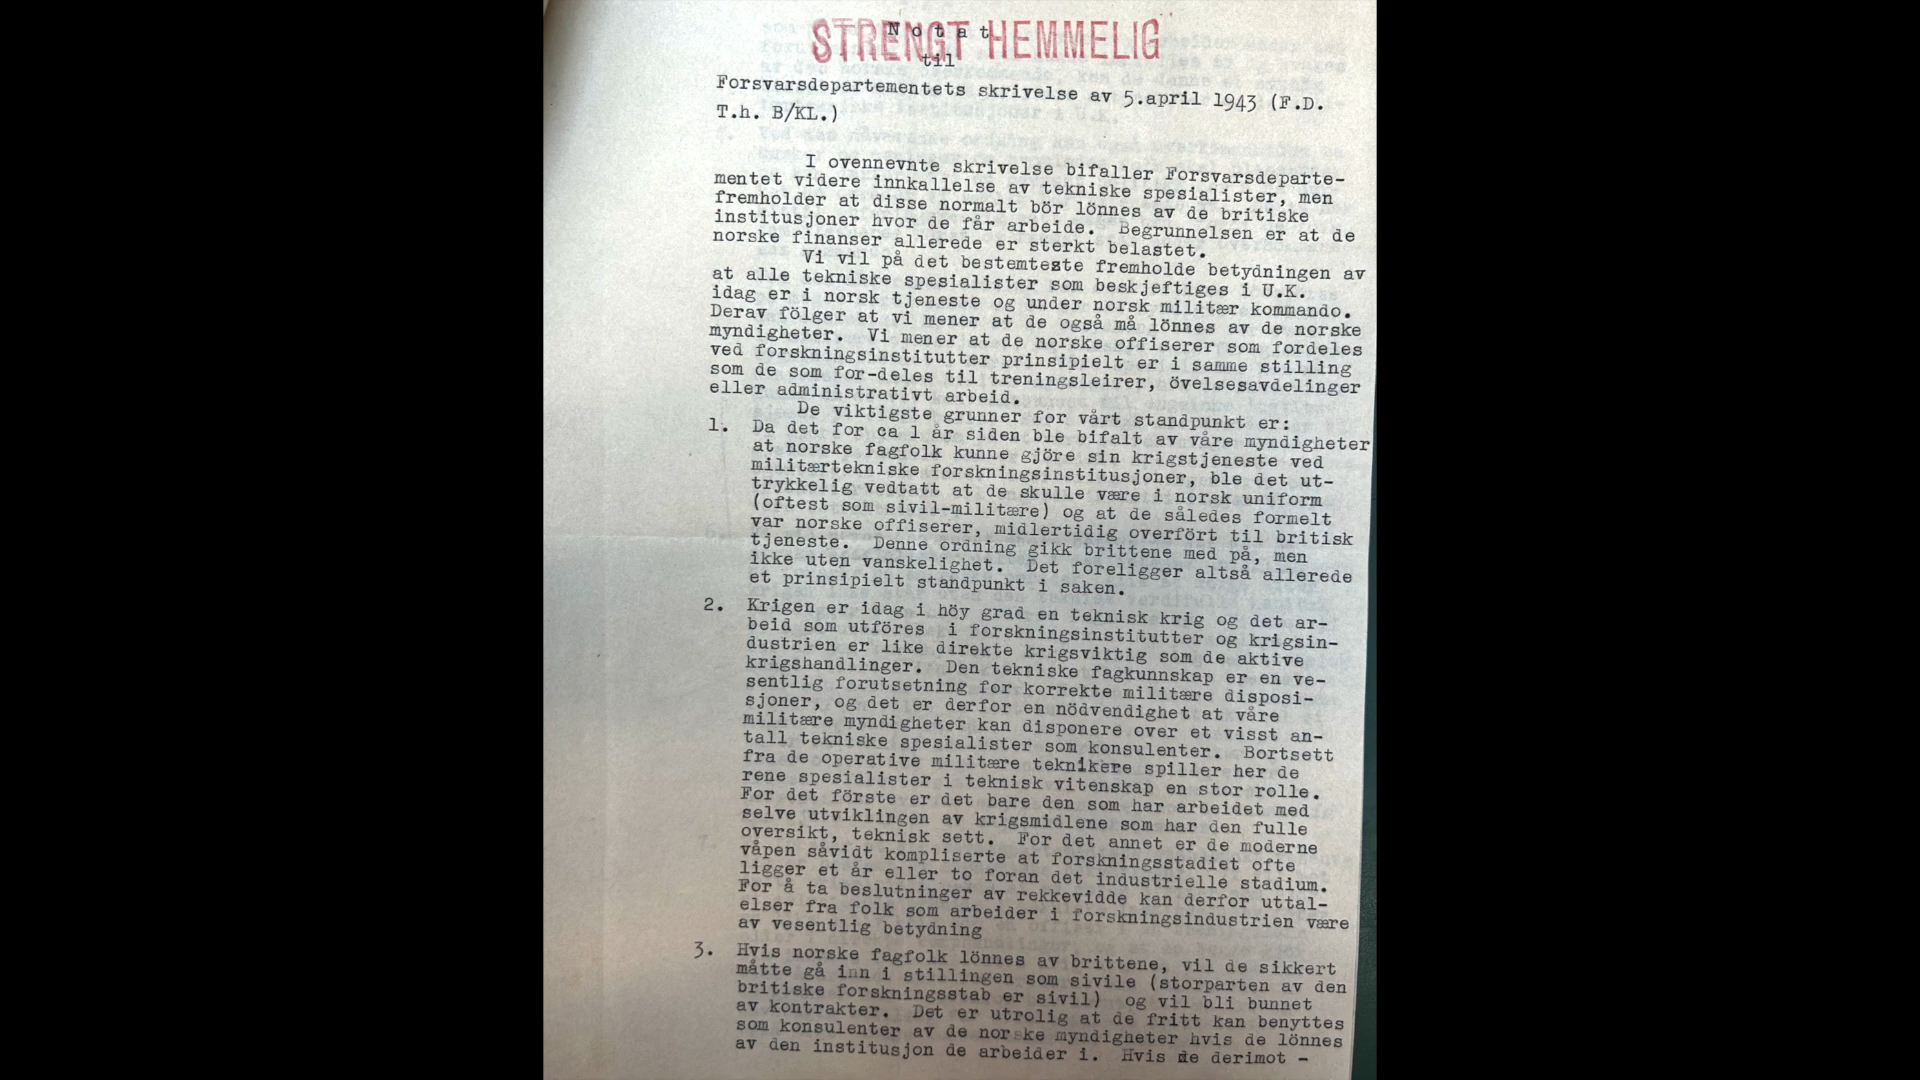 STRENGT HEMMELIG
Notat
til
Forsvarsdepartementets skrivelse av 5.april 1943 (F.D.
T.h. B/KL.)
I ovennevnte skrivelse bifaller Forsvarsdeparte-
mentet videre innkallelse av tekniske spesialister, men
fremholder at disse normalt bör lönnes av de britiske
institusjoner hvor de får arbeide. Begrunnelsen er at de
norske finanser allerede er sterkt belastet.
Vi vil på det bestemteste fremholde betydningen av
at alle tekniske spesialister som beskjeftiges i U.K.
idag er i norsk tjeneste og under norsk militær kommando.
Derav fölger at vi mener at de også må lönnes av de norske
myndigheter. Vi mener at de norske offiserer som fordeles
ved forskningsinstitutter prinsipielt er i samme stilling
som de som for-deles til treningsleirer, övelsesavdelinger
eller administrativt arbeid.
De viktigste grunner for vårt standpunkt er:
1. Da det for ca 1 år siden ble bifalt av våre myndigheter
at norske fagfolk kunne gjöre sin krigstjeneste ved
militærtekniske forskningsinstitusjoner, ble det ut-
trykkelig vedtatt at de skulle være i norsk uniform
(oftest som sivil-militære) og at de således formelt
var norske offiserer, midlertidig overfört til britisk
tjeneste. Denne ordning gikk brittene med på, men
ikke uten vanskelighet. Det foreligger altså allerede
et prinsipielt standpunkt i saken.
2. Krigen er idag i höy grad en teknisk krig og det ar-
beid som utföres i forskningsinstitutter og krigsin-
dustrien er like direkte krigsviktig som de aktive
krigshandlinger. Den tekniske fagkunnskap er en ve-
sentlig forutsetning for korrekte militære disposi-
sjoner, og det er derfor en nödvendighet at våre
militære myndigheter kan disponere over et visst an-
tall tekniske spesialister som konsulenter. Bortsett
fra de operative militære teknikere spiller her de
rene spesialister i teknisk vitenskap en stor rolle.
For det förste er det bare den som har arbeidet med
selve utviklingen av krigsmidlene som har den fulle
oversikt, teknisk sett. For det annet er de moderne
våpen såvidt kompliserte at forskningsstadiet ofte
ligger et år eller to foran det industrielle stadium.
For å ta beslutninger av rekkevidde kan derfor uttal-
elser fra folk som arbeider i forskningsindustrien være
av vesentlig betydning
3. Hvis norske fagfolk lönnes av brittene, vil de sikkert
måtte gå inn i stillingen som sivile (storparten av den
britiske forskningsstab er sivil) og vil bli bunnet
av kontrakter. Det er utrolig at de fritt kan benyttes
som konsulenter av de norske myndigheter hvis de lönnes
av den institusjon de arbeider i. Hvis de derimot -